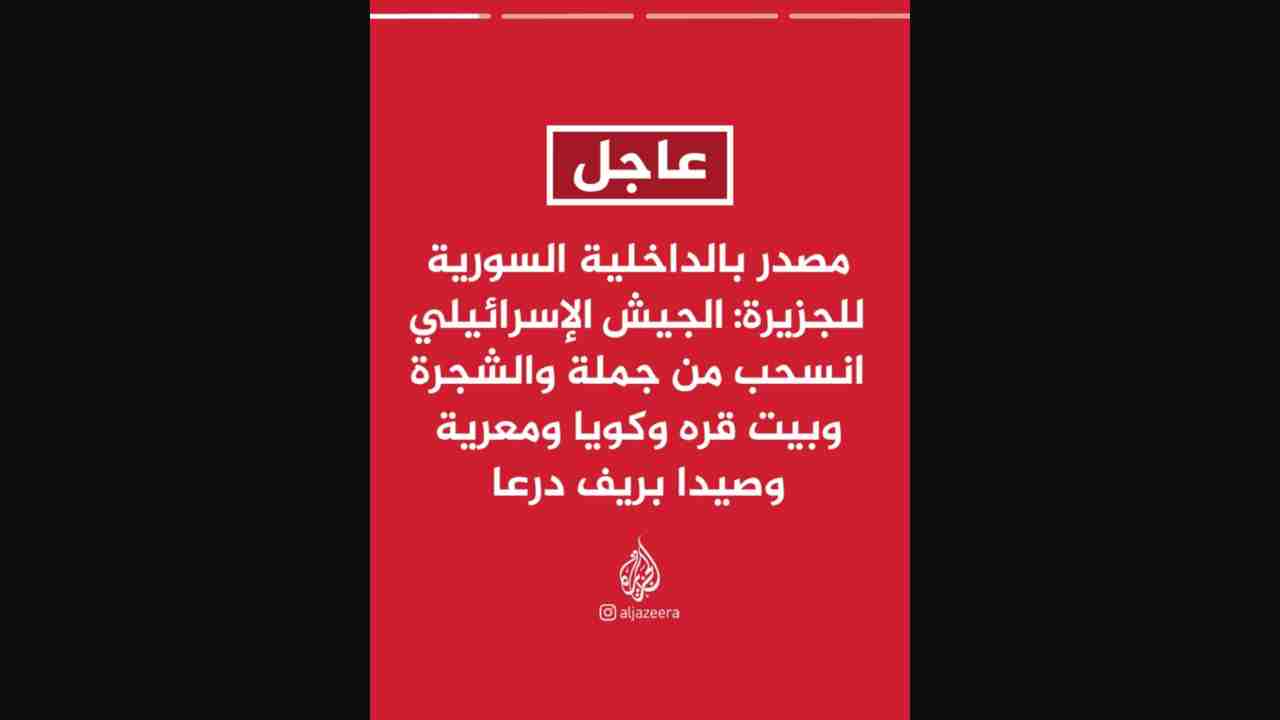 عاجل
مصدر بالداخلية السورية
للجزيرة: الجيش الإسرائيلي
انسحب من جملة والشجرة
وبيت قره وكويا ومعرية
وصيدا بريف درعا
الجزيرة
aljazeera